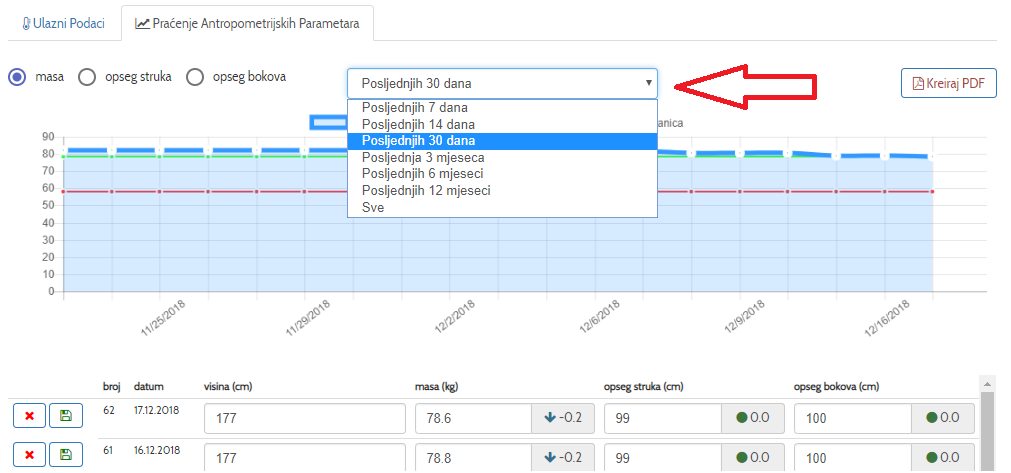 Ulazni Podaci
Praćenje Antropometrijskih Parametara
masa opseg struka opseg bokova
Posljednjih 30 dana
Kreiraj PDF
Posljednjih 7 dana
Posljednjih 14 dana
Posljednjih 30 dana
Posljednja 3 mjeseca
Posljednjih 6 mjeseci
Posljednjih 12 mjeseci
Sve
90
80
70
60
50
40
30
20
10
0
11/25/2018 11/29/2018 12/2/2018 12/6/2018 12/9/2018 12/16/2018
broj datum visina (cm) masa (kg) opseg struka (cm) opseg bokova (cm)
62 17.12.2018 177 78.6 -0.2 99 0.0 100 0.0
61 16.12.2018 177 78.8 -0.2 99 0.0 100 0.0